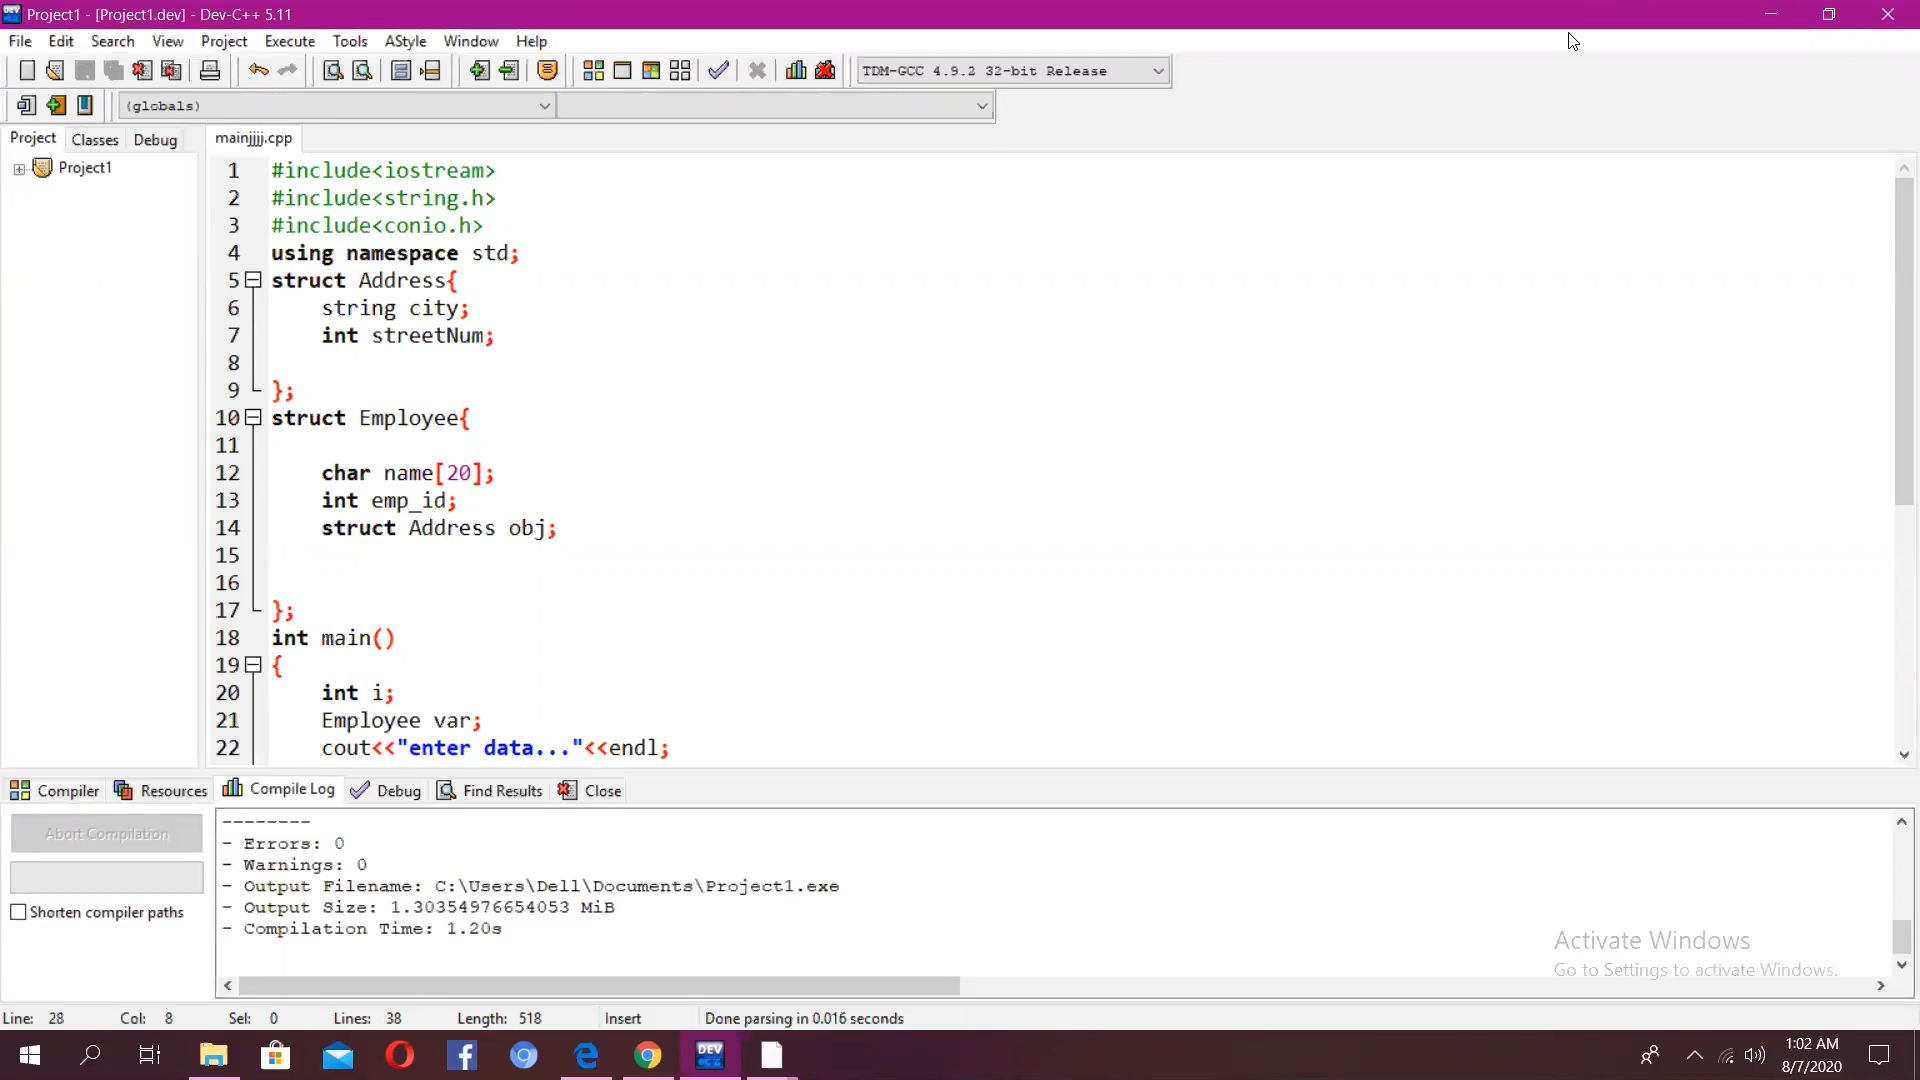 Project1 - [Project1.dev] - Dev-C++ 5.11
File Edit Search View Project Execute Tools AStyle Window Help
TDM-GCC 4.9.2 32-bit Release
(globals)
Project Classes Debug
mainjjjj.cpp
Project1
1 #include<iostream>
2 #include<string.h>
3 #include<conio.h>
4 using namespace std;
5 struct Address{
6 string city;
7 int streetNum;
8
9 };
10 struct Employee{
11
12 char name[20];
13 int emp_id;
14 struct Address obj;
15
16
17 };
18 int main()
19 {
20 int i;
21 Employee var;
22 cout<<"enter data..."<<endl;
Compiler Resources Compile Log Debug Find Results Close
Abort Compilation
Shorten compiler paths
--------
- Errors: 0
- Warnings: 0
- Output Filename: C:\Users\Dell\Documents\Project1.exe
- Output Size: 1.30354976654053 MiB
- Compilation Time: 1.20s
Activate Windows
Go to Settings to activate Windows.
Line: 28 Col: 8 Sel: 0 Lines: 38 Length: 518 Insert Done parsing in 0.016 seconds
DEV
1:02 AM
8/7/2020